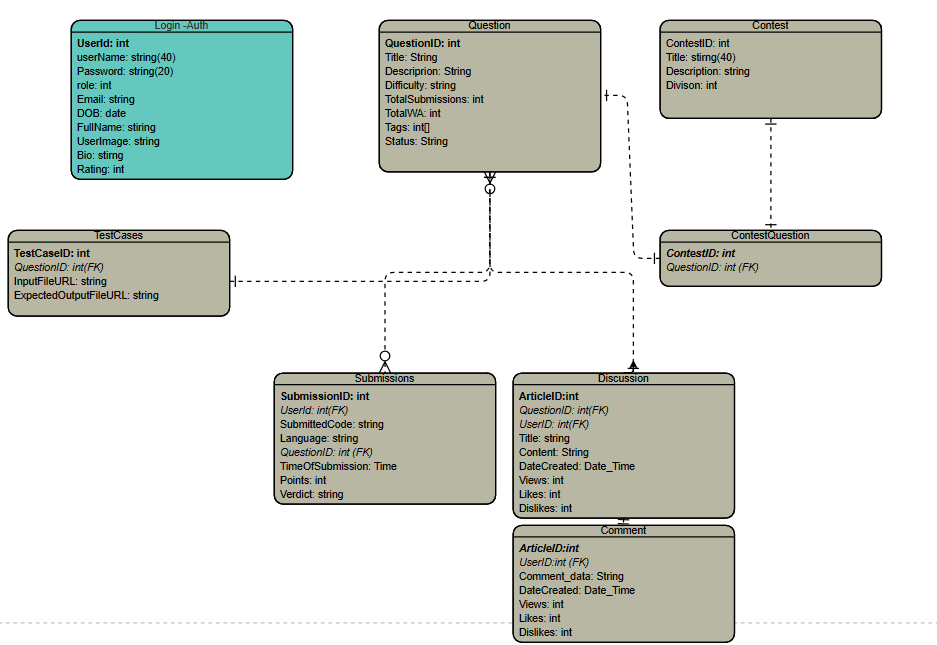 Login -Auth
UserId: int
userName: string(40)
Password: string(20)
role: int
Email: string
DOB: date
FullName: stiring
UserImage: string
Bio: stirng
Rating: int
Question
QuestionID: int
Title: String
Descriprion: String
Difficulty: string
TotalSubmissions: int
TotalWA: int
Tags: int[]
Status: String
Contest
ContestID: int
Title: stirng(40)
Description: string
Divison: int
TestCases
TestCaseID: int
QuestionID: int(FK)
InputFileURL: string
ExpectedOutputFileURL: string
ContestQuestion
ContestID: int
QuestionID: int (FK)
Submissions
SubmissionID: int
UserId: int(FK)
SubmittedCode: string
Language: string
QuestionID: int (FK)
TimeOfSubmission: Time
Points: int
Verdict: string
Discussion
ArticleID:int
QuestionID: int(FK)
UserID: int(FK)
Title: string
Content: String
DateCreated: Date_Time
Views: int
Likes: int
Dislikes: int
Comment
ArticleID:int
UserID:int (FK)
Comment_data: String
DateCreated: Date_Time
Views: int
Likes: int
Dislikes: int